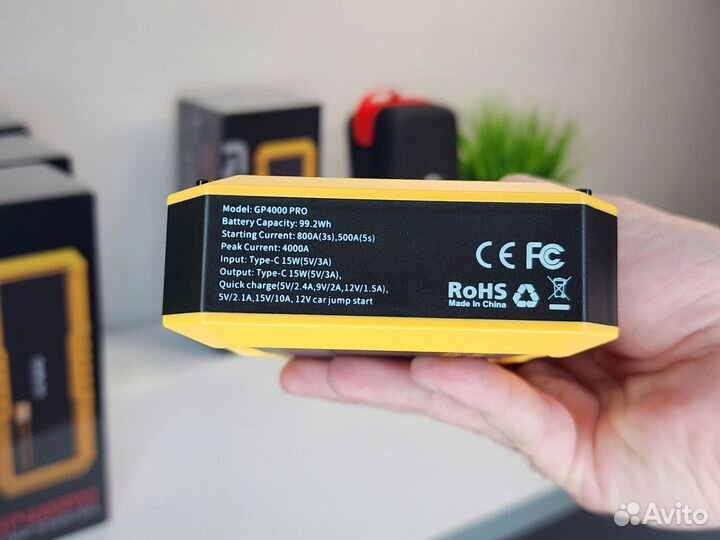 Model: GP4000 PRO
Battery Capacity: 99.2Wh
Starting Current: 800A(3s),500A(5s)
Peak Current: 4000A
Input: Type-C 15W(5V/3A)
Output: Type-C 15W(5V/3A),
Quick charge(5V/2.4A,9V/2A,12V/1.5A),
5V/2.1A,15V/10A, 12V car jump start
CE FC
RoHS
Made In China
Avito